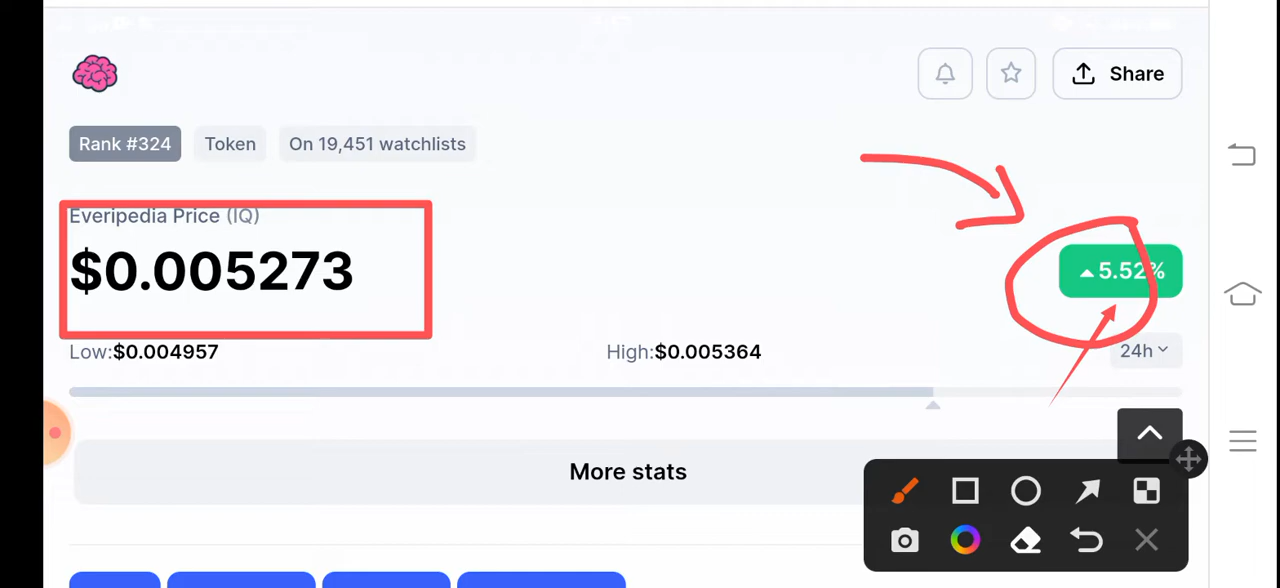 Share
Rank #324 Token On 19,451 watchlists
Everipedia Price (IQ)
$0.005273
5.52%
Low:$0.004957 High:$0.005364 24h
More stats